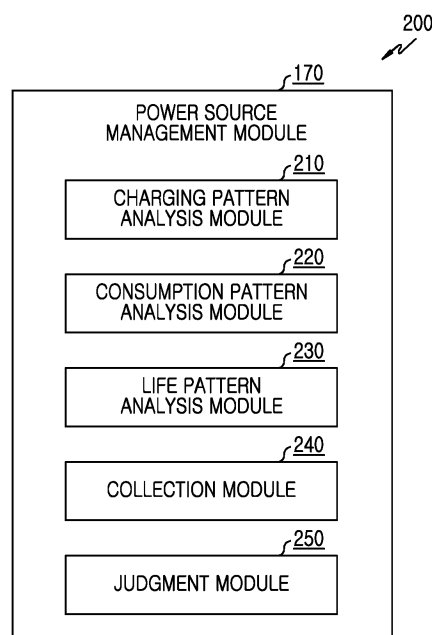 200
170
POWER SOURCE
MANAGEMENT MODULE
210
CHARGING PATTERN
ANALYSIS MODULE
220
CONSUMPTION PATTERN
ANALYSIS MODULE
230
LIFE PATTERN
ANALYSIS MODULE
240
COLLECTION MODULE
250
JUDGMENT MODULE